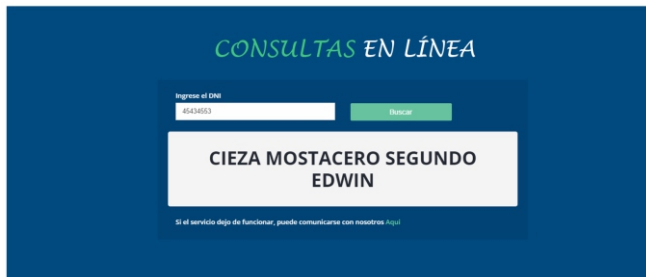 CONSULTAS EN LÍNEA
Ingrese el DNI
45434553
Buscar
CIEZA MOSTACERO SEGUNDO
EDWIN
Si el servicio dejo de funcionar, puede comunicarse con nosotros Aquí